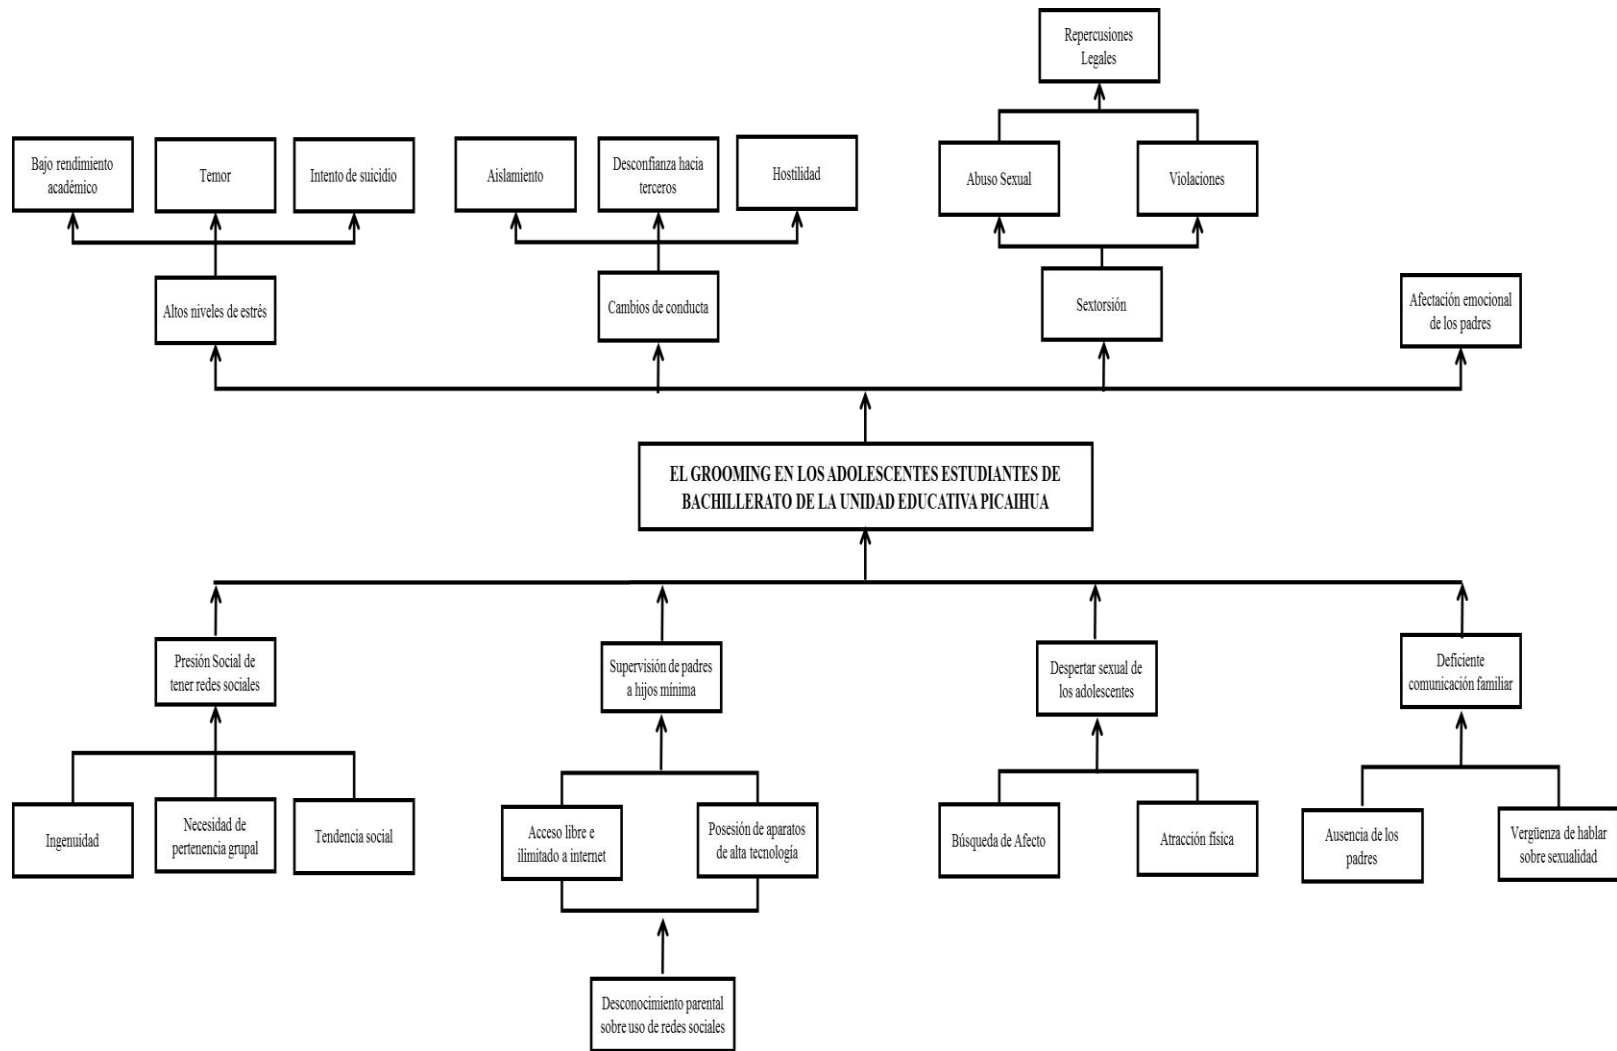 Repercusiones
Legales
Bajo rendimiento
académico
Temor
Intento de suicidio
Aislamiento
Desconfianza hacia
terceros
Hostilidad
Abuso Sexual
Violaciones
Altos niveles de estrés
Cambios de conducta
Sextorsión
Afectación emocional
de los padres
EL GROOMING EN LOS ADOLESCENTES ESTUDIANTES DE
BACHILLERATO DE LA UNIDAD EDUCATIVA PICAIHUA
Presión Social de
tener redes sociales
Supervisión de padres
a hijos mínima
Despertar sexual de
los adolescentes
Deficiente
comunicación familiar
Ingenuidad
Necesidad de
pertenencia grupal
Tendencia social
Acceso libre e
ilimitado a internet
Posesión de aparatos
de alta tecnología
Búsqueda de Afecto
Atracción física
Ausencia de los
padres
Vergüenza de hablar
sobre sexualidad
Desconocimiento parental
sobre uso de redes sociales